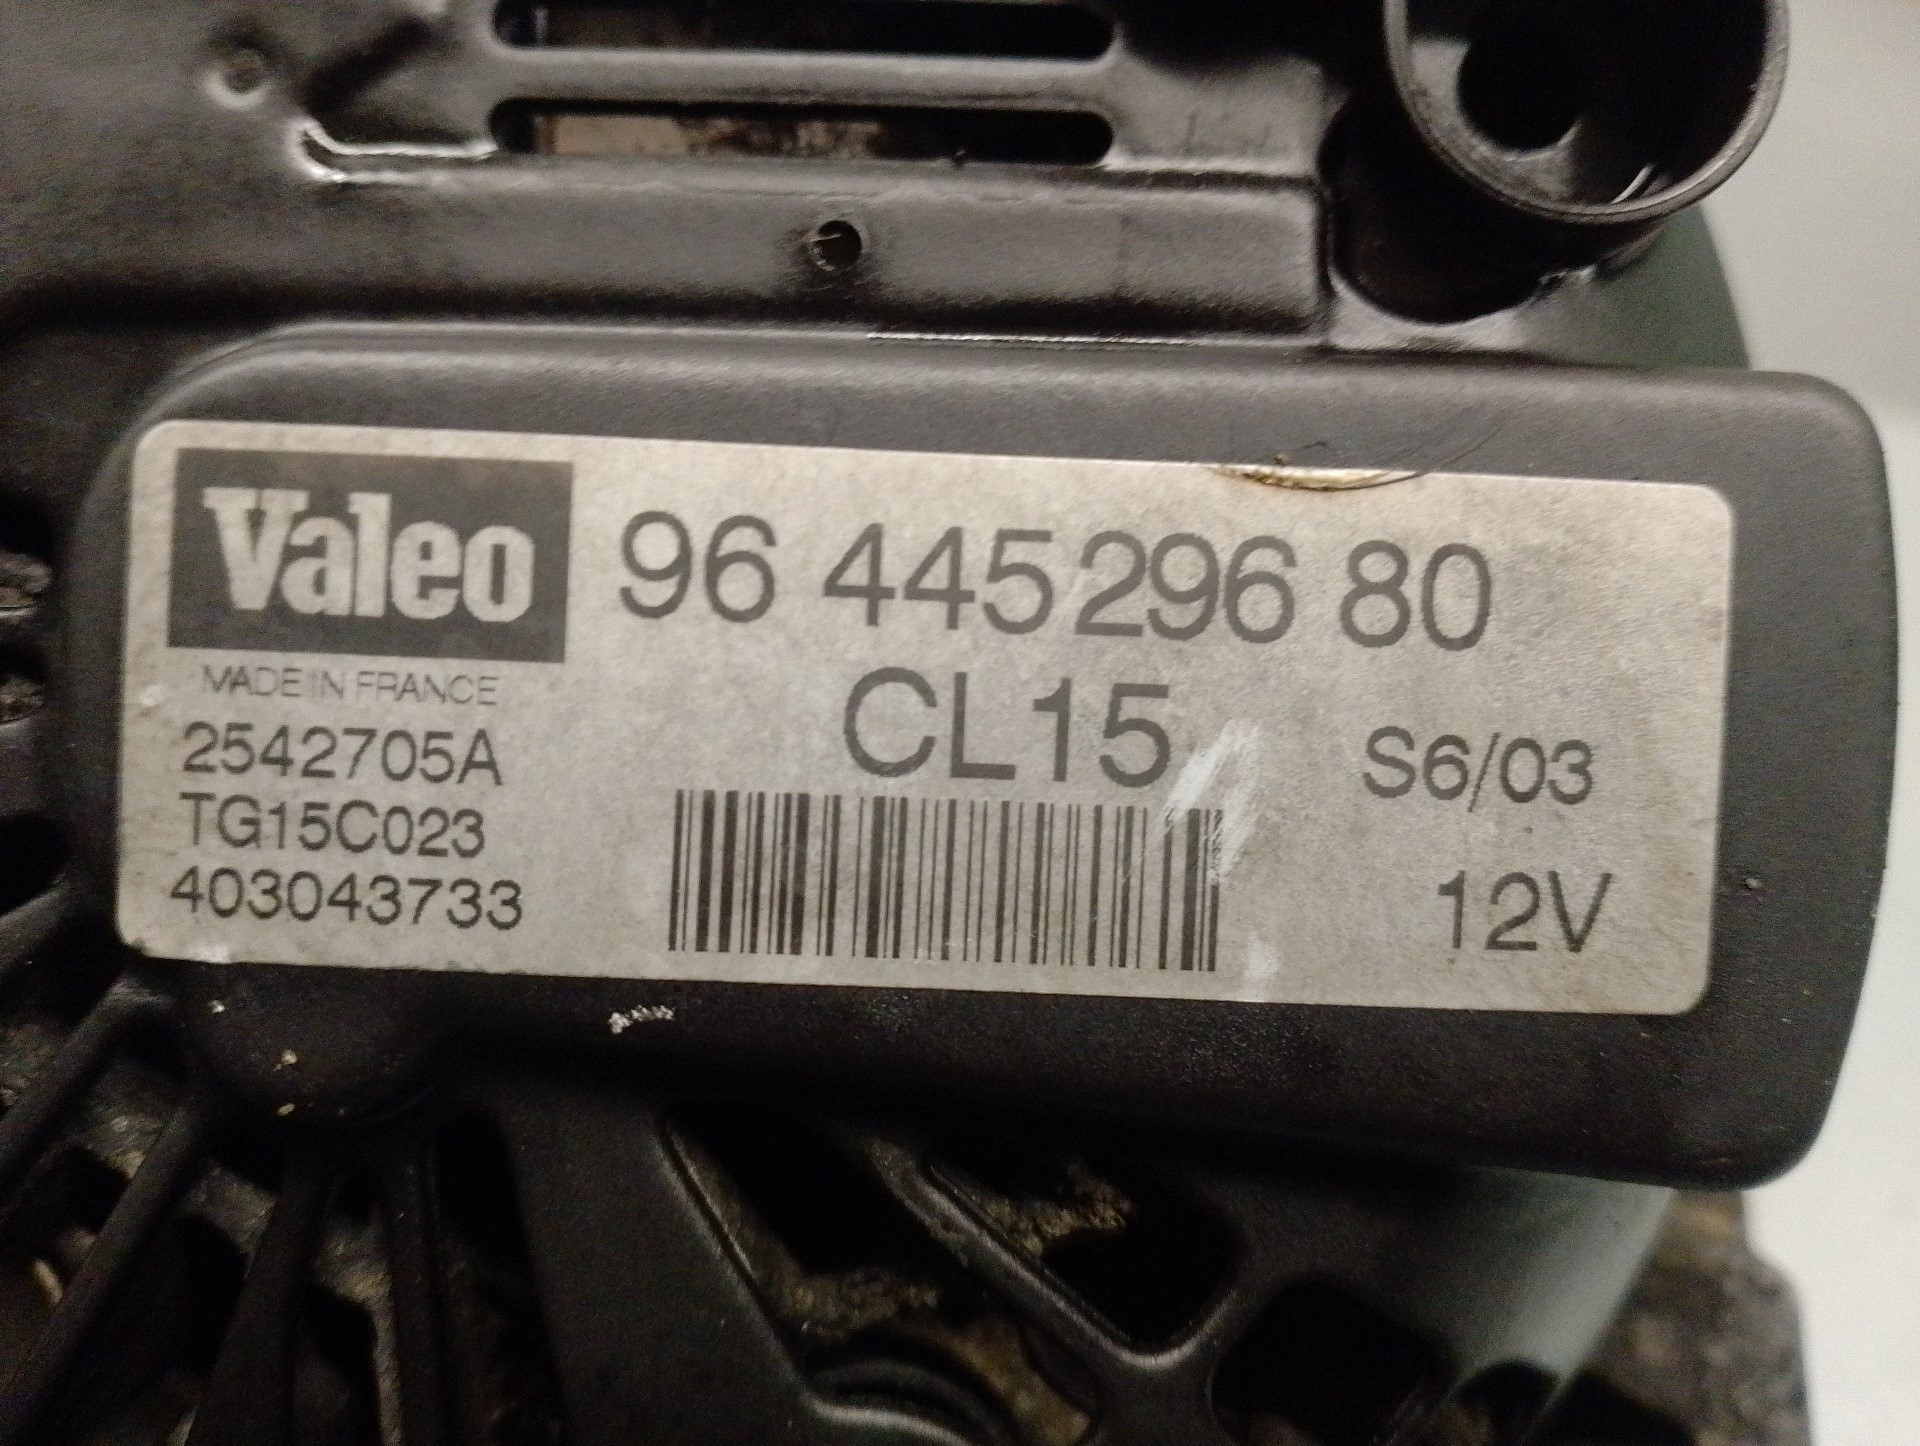 Valeo
96 445296 80
MADE IN FRANCE
CL15
2542705A
S6/03
TG15C023
403043733
12V